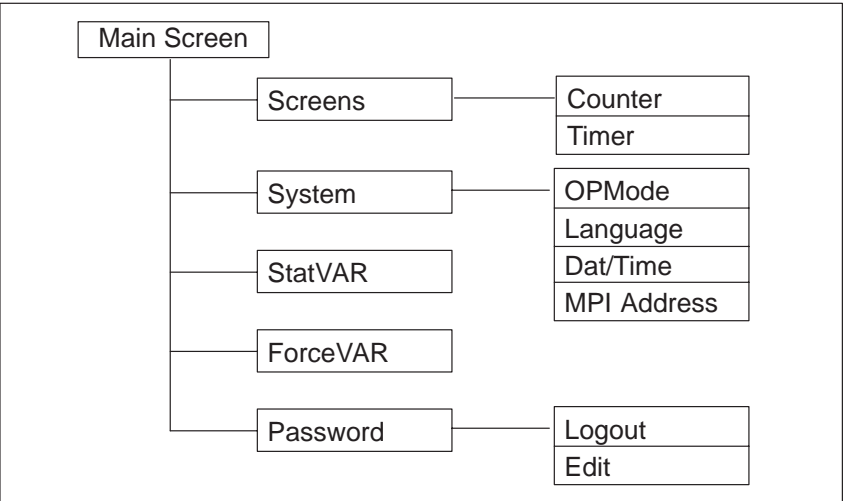 Main Screen
Screens
Counter
Timer
System
OPMode
Language
Dat/Time
MPI Address
StatVAR
ForceVAR
Password
Logout
Edit